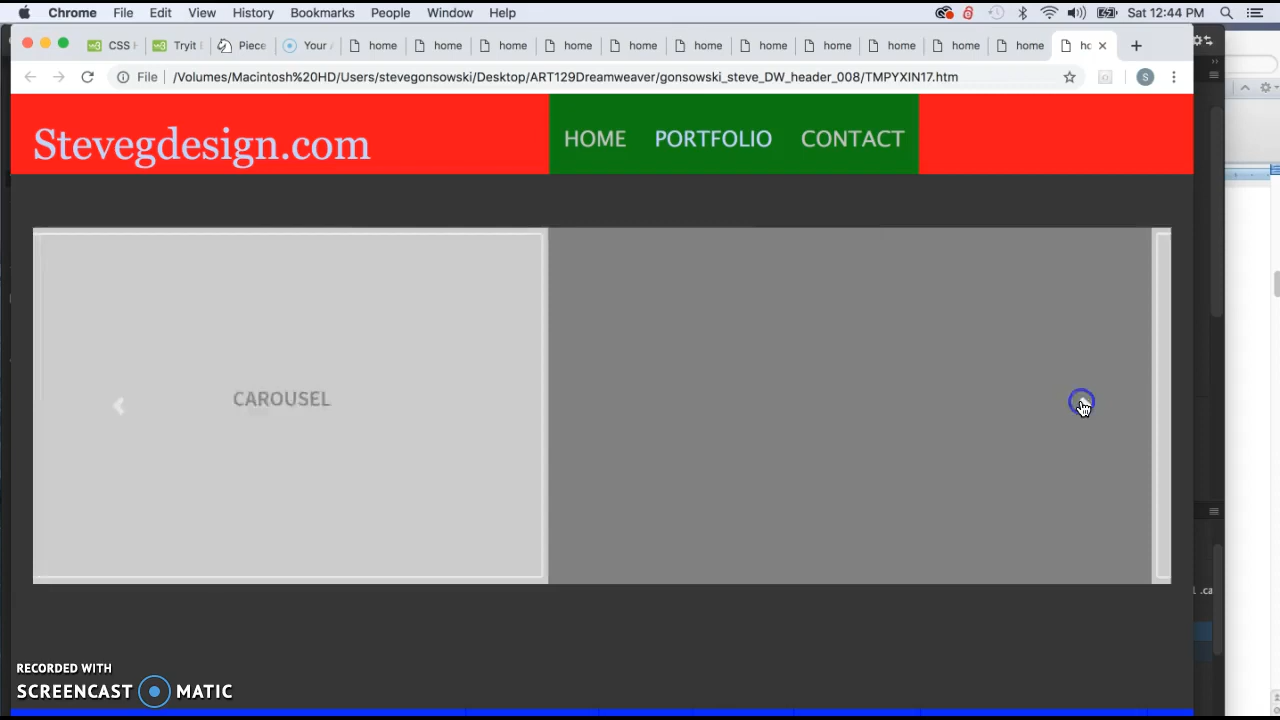 Chrome File Edit View History Bookmarks People Window Help Sat 12:44 PM
CSS Tryit Piece Your home home home home home home home home home home home
File /Volumes/Macintosh%20HD/Users/stevegonsowski/Desktop/ART129Dreamweaver/gonsowski_steve_DW_header_008/TMPYXIN17.htm S
Stevegdesign.com HOME PORTFOLIO CONTACT
CAROUSEL
RECORDED WITH
SCREENCAST MATIC